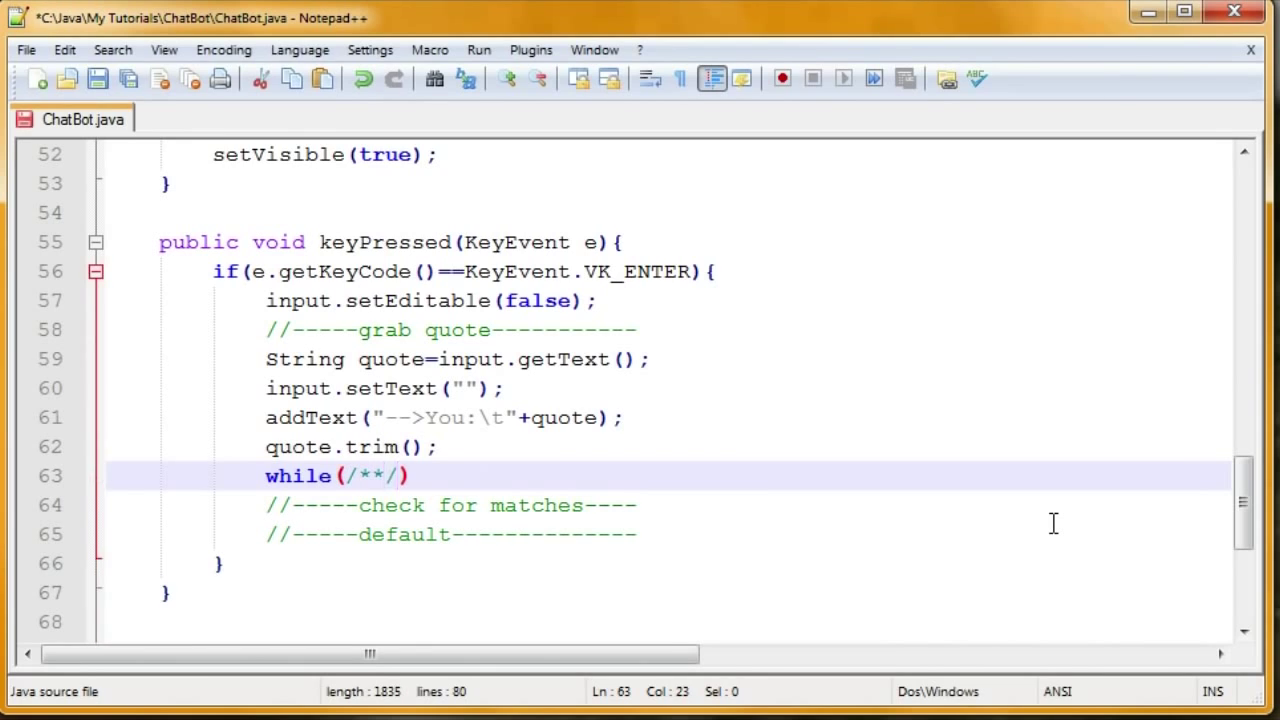 *C:\Java\My Tutorials\ChatBot\ChatBot.java - Notepad++
File Edit Search View Encoding Language Settings Macro Run Plugins Window ? X
ABC
ChatBot.java
52 setVisible(true);
53 }
54
55 public void keyPressed(KeyEvent e){
56 if(e.getKeyCode()==KeyEvent.VK_ENTER){
57 input.setEditable(false);
58 //-----grab quote-----------
59 String quote=input.getText();
60 input.setText("");
61 addText("-->You:\t"+quote);
62 quote.trim();
63 while(/**/)
64 //-----check for matches----
65 //-----default--------------
66 }
67 }
68
Java source file length : 1835 lines : 80 Ln : 63 Col : 23 Sel : 0 Dos\Windows ANSI INS